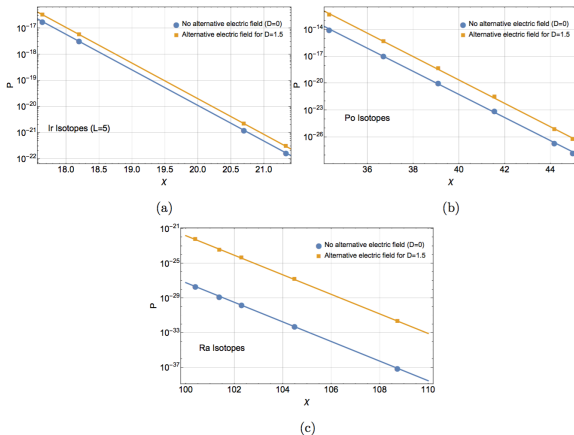 No alternative electric field (D=0)
Alternative electric field for D=1.5
10⁻¹⁷
10⁻¹⁸
10⁻¹⁹
10⁻²⁰
10⁻²¹
10⁻²²
P
Ir Isotopes (L=5)
18.0 18.5 19.0 19.5 20.0 20.5 21.0
χ
(a)
No alternative electric field (D=0)
Alternative electric field for D=1.5
10⁻¹⁴
10⁻¹⁷
10⁻²⁰
10⁻²³
10⁻²⁶
P
Po Isotopes
36 38 40 42 44
χ
(b)
No alternative electric field (D=0)
Alternative electric field for D=1.5
10⁻²¹
10⁻²⁵
10⁻²⁹
10⁻³³
10⁻³⁷
P
Ra Isotopes
100 102 104 106 108 110
χ
(c)